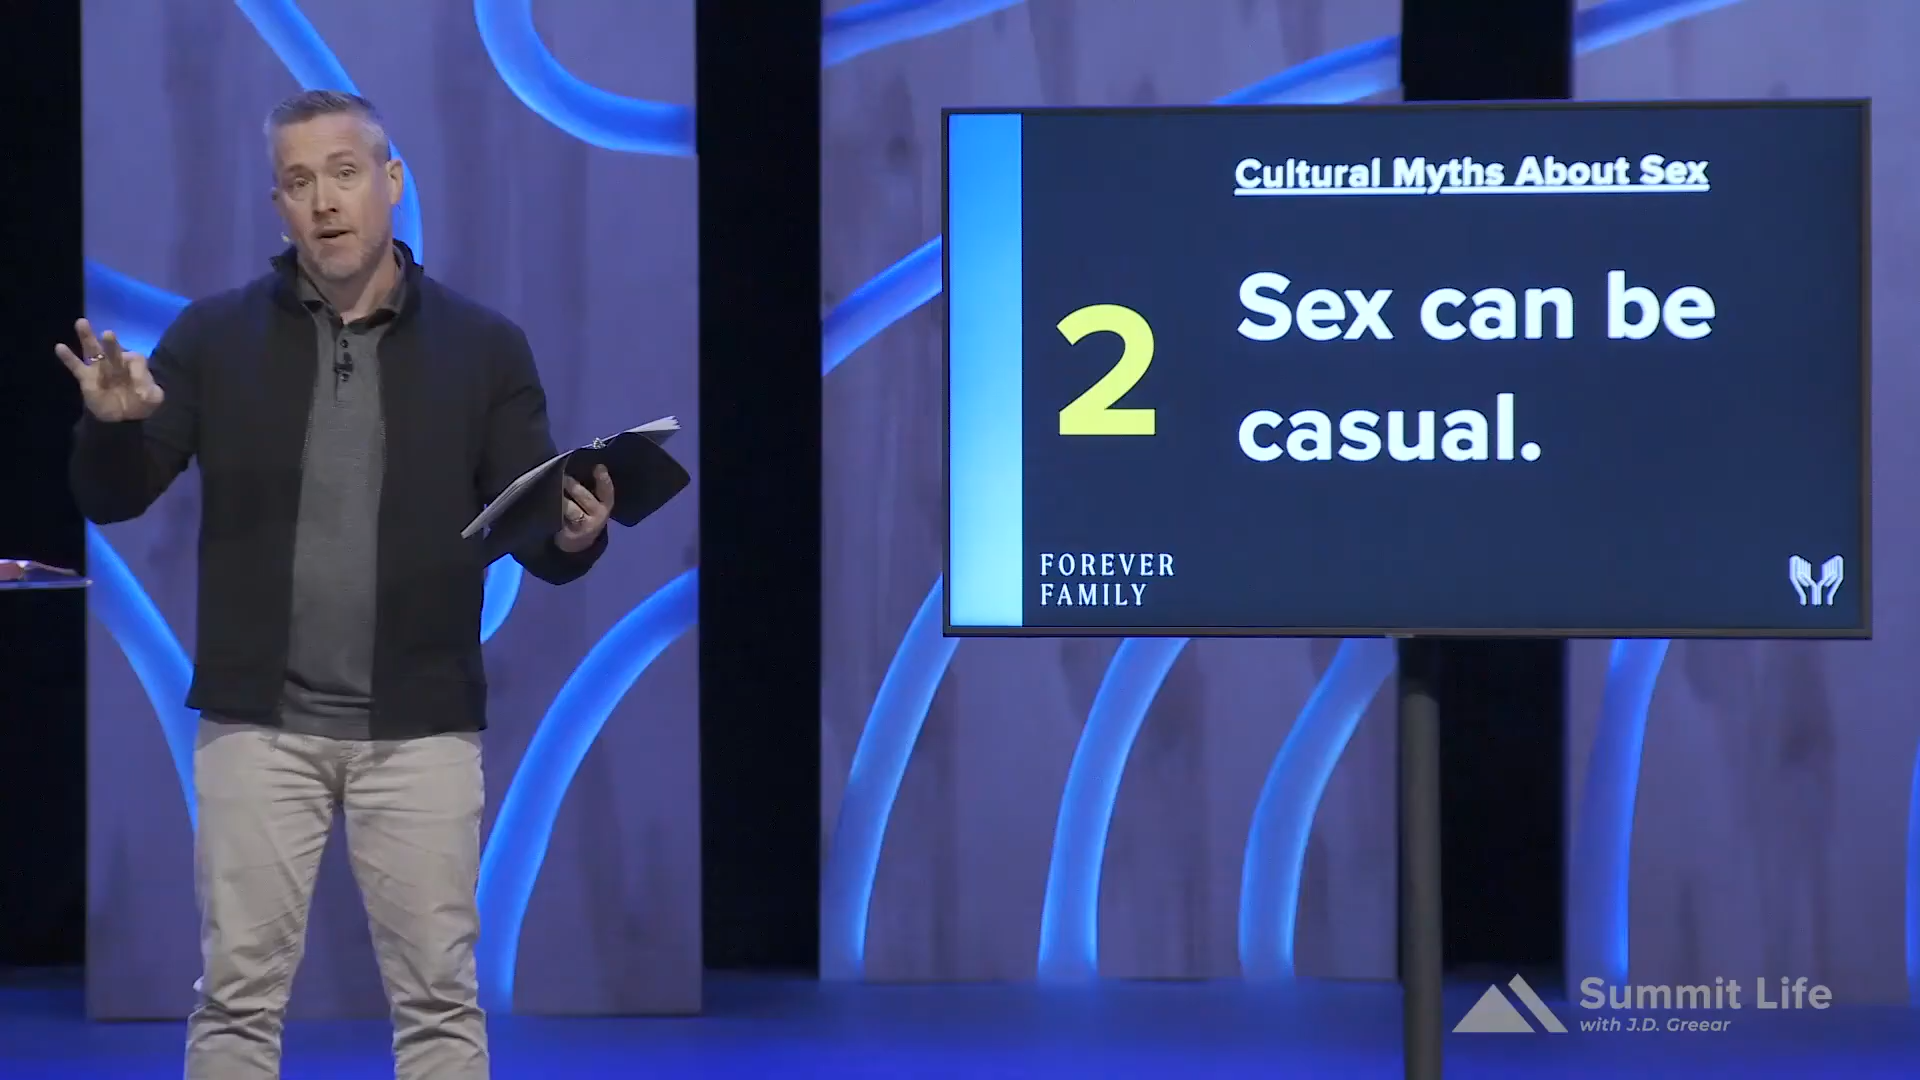 Cultural Myths About Sex
2
Sex can be
casual.
FOREVER
FAMILY
Summit Life
with J.D. Greear